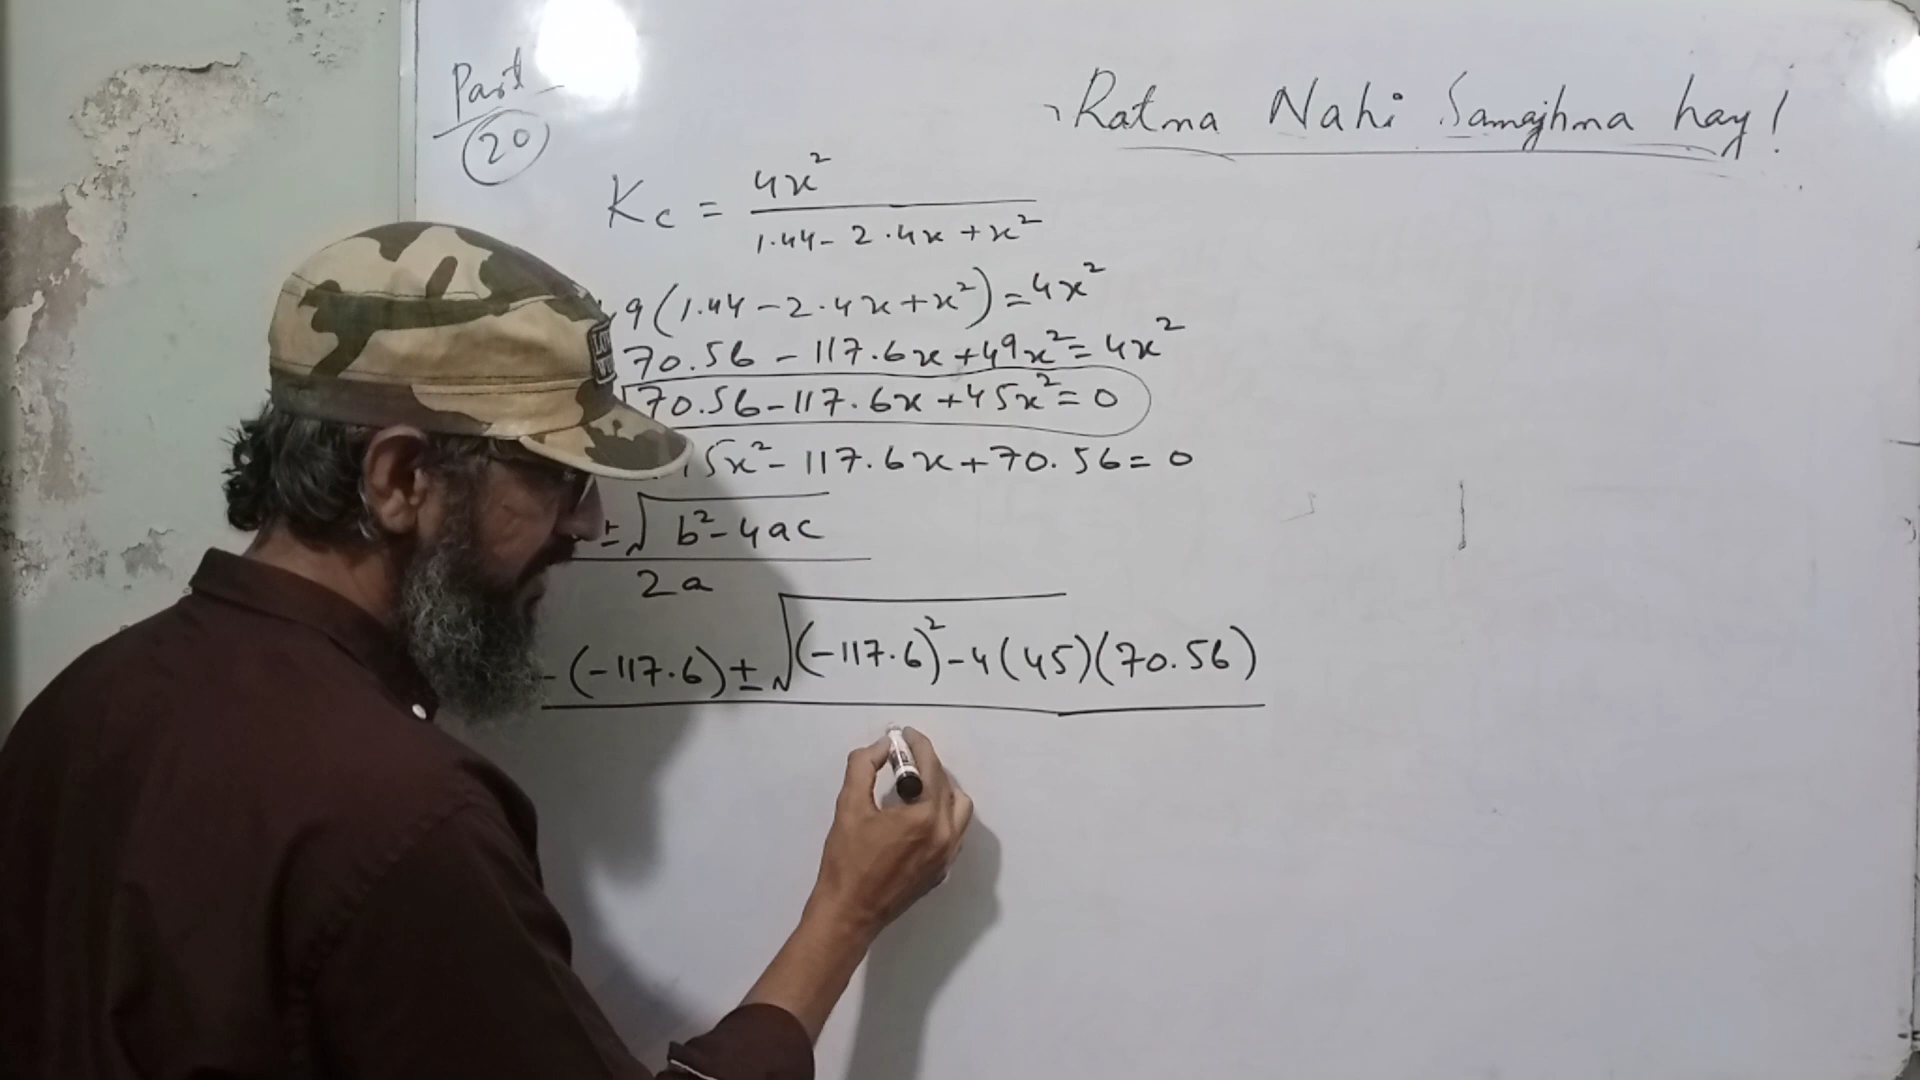 Part
20
Ratna Nahi Samajhna hay!
Kc = 4x² / 1.44 - 2.4x + x²
9(1.44 - 2.4x + x²) = 4x²
70.56 - 117.6x + 49x² = 4x²
70.56 - 117.6x + 45x² = 0
5x² - 117.6x + 70.56 = 0
± √b² - 4ac / 2a
-(-117.6) ± √(-117.6)² - 4(45)(70.56)